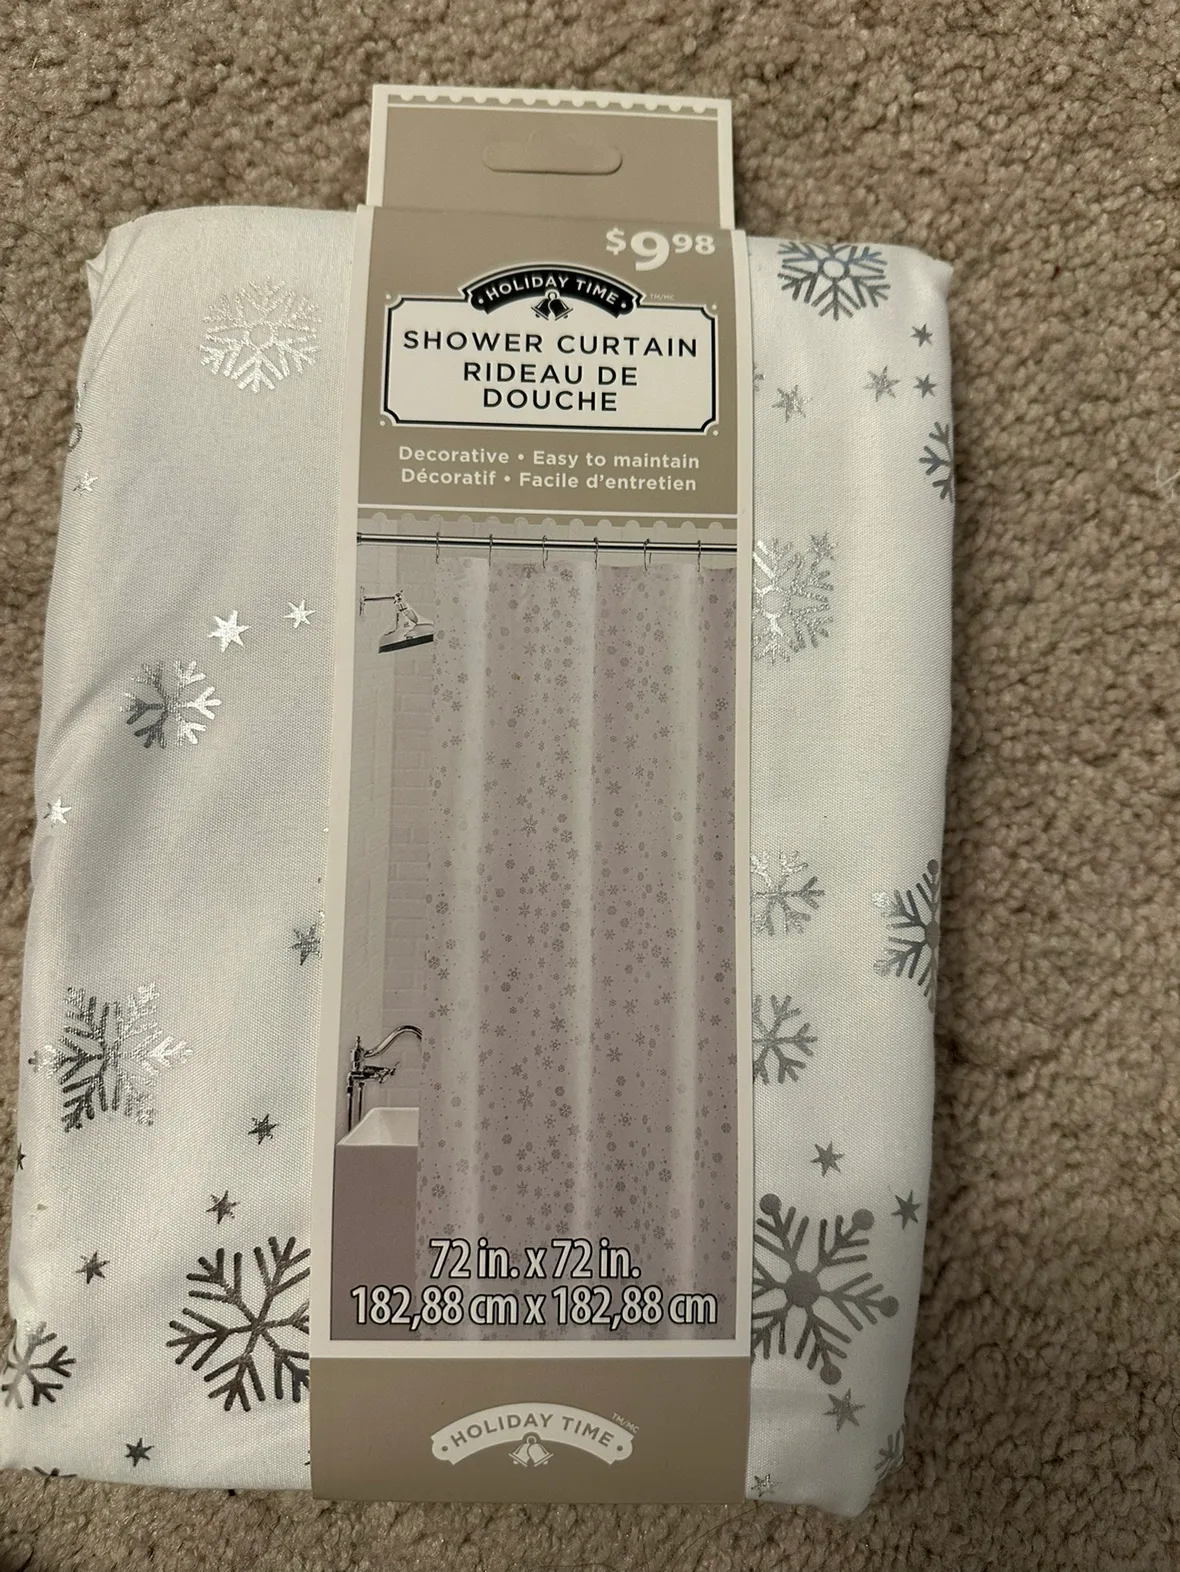 $9.98
HOLIDAY TIME TM/MC
SHOWER CURTAIN
RIDEAU DE
DOUCHE
Decorative • Easy to maintain
Décoratif • Facile d'entretien
72 in. x 72 in.
182,88 cm x 182,88 cm
HOLIDAY TIME TM/MC